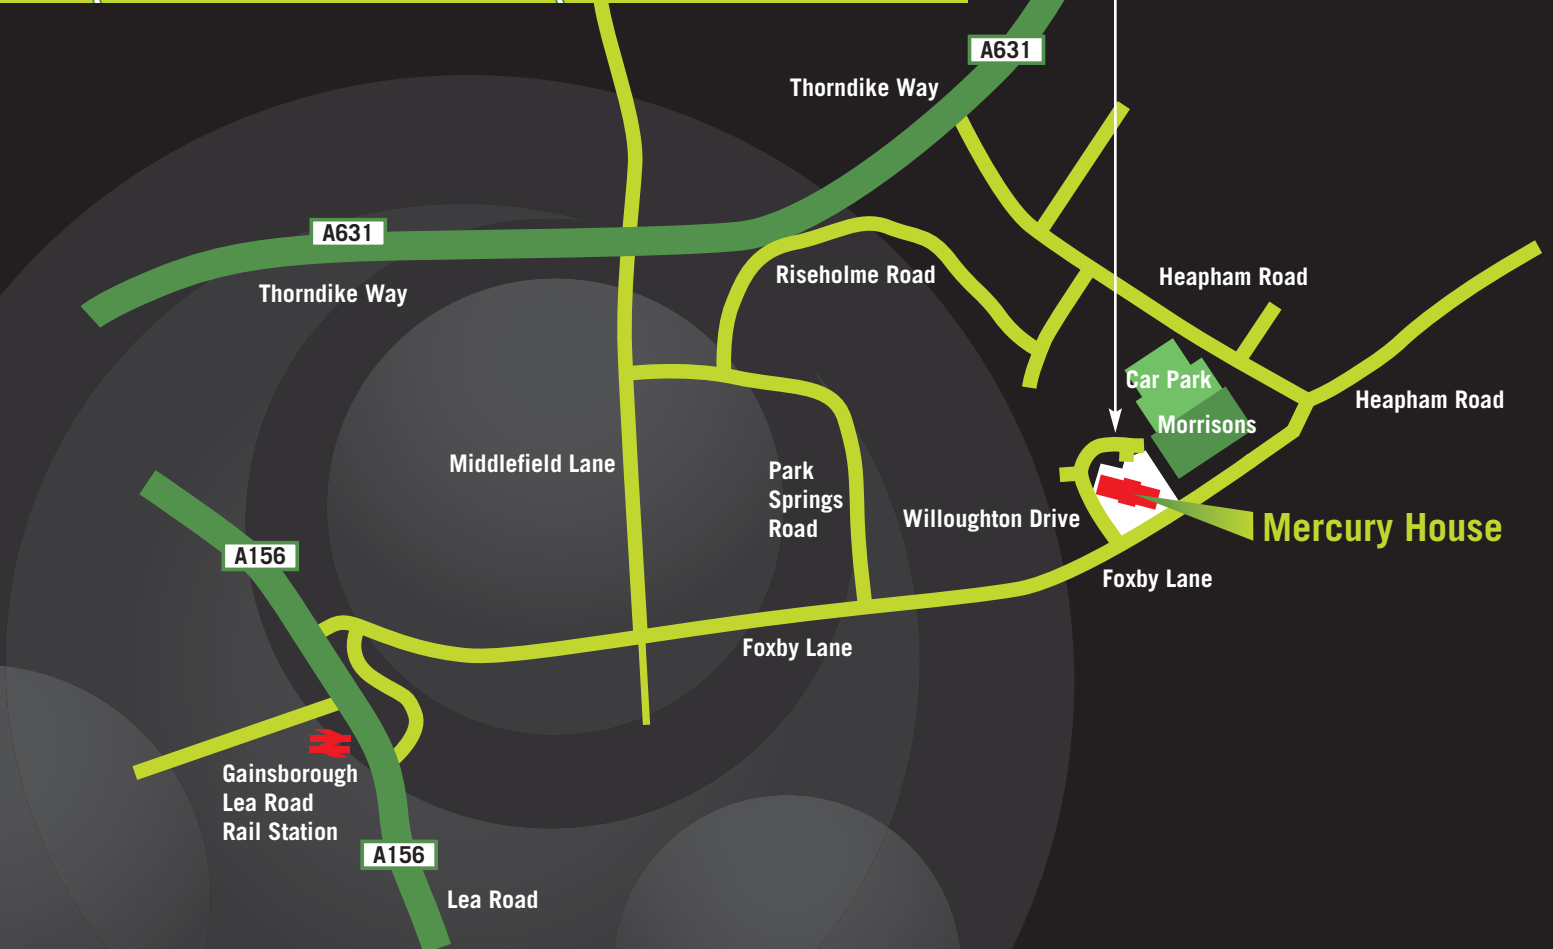 A631
Thorndike Way
A631
Riseholme Road
Heapham Road
Thorndike Way
Car Park
Heapham Road
Morrisons
Middlefield Lane
Park
Springs
Road
Willoughton Drive
Mercury House
A156
Foxby Lane
Foxby Lane
Gainsborough
Lea Road
Rail Station
A156
Lea Road